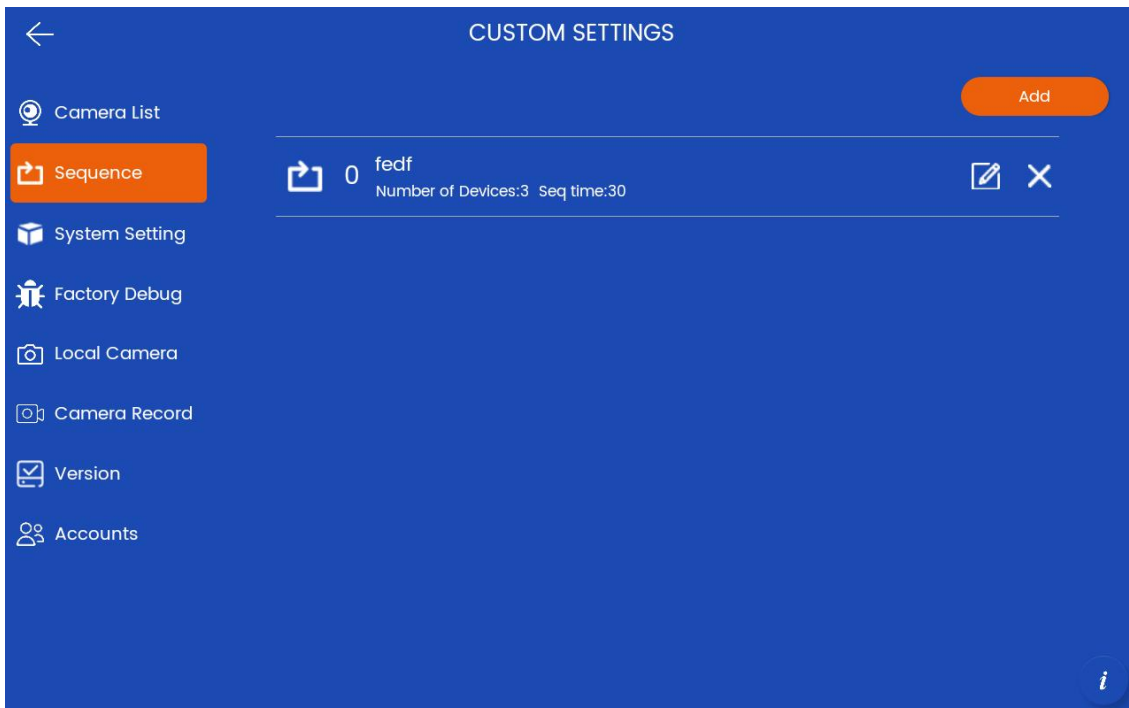 CUSTOM SETTINGS
Add
Camera List
Sequence
System Setting
Factory Debug
Local Camera
Camera Record
Version
Accounts
0
fedf
Number of Devices:3 Seq time:30
i